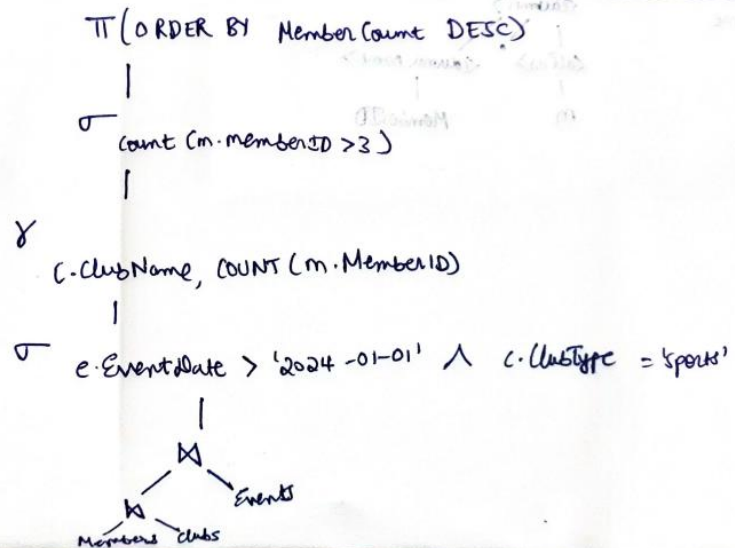 π(ORDER BY MemberCount DESC)
σ count (m.memberID >3)
γ
C.ClubName, COUNT (m.MemberID)
σ e.EventDate > '2024-01-01' ∧ c.ClubType = 'sports'
⋈
⋈ Events
Members Clubs